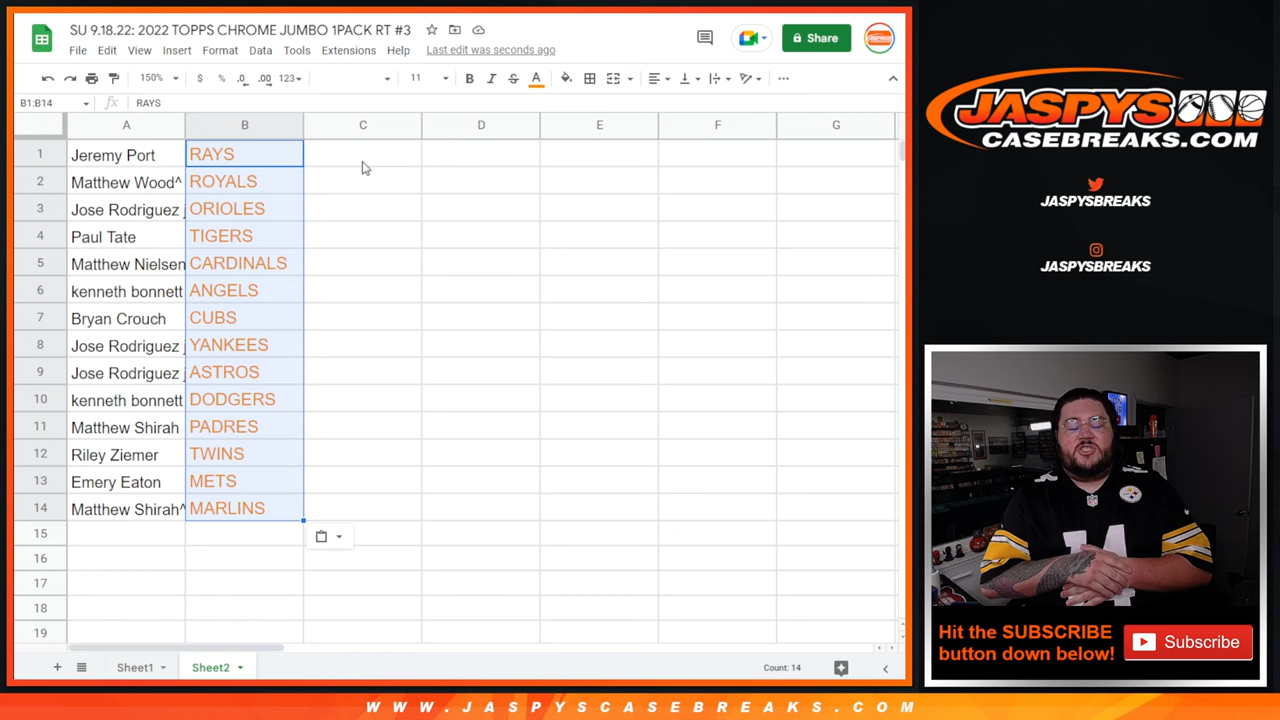 SU 9.18.22: 2022 TOPPS CHROME JUMBO 1PACK RT #3
File Edit View Insert Format Data Tools Extensions Help Last edit was seconds ago
Share
150% $ % .0 .00 123 11 B I S A
B1:B14 fx RAYS
A B C D E F G
1 Jeremy Port RAYS
2 Matthew Wood^ ROYALS
3 Jose Rodriguez j ORIOLES
4 Paul Tate TIGERS
5 Matthew Nielsen CARDINALS
6 kenneth bonnett ANGELS
7 Bryan Crouch CUBS
8 Jose Rodriguez j YANKEES
9 Jose Rodriguez j ASTROS
10 kenneth bonnett DODGERS
11 Matthew Shirah PADRES
12 Riley Ziemer TWINS
13 Emery Eaton METS
14 Matthew Shirah^ MARLINS
15
16
17
18
19
+ Sheet1 Sheet2 Count: 14
JASPYS
CASEBREAKS.COM
JASPYSBREAKS
JASPYSBREAKS
14
Hit the SUBSCRIBE
button down below!
Subscribe
WWW.JASPYSCASEBREAKS.COM